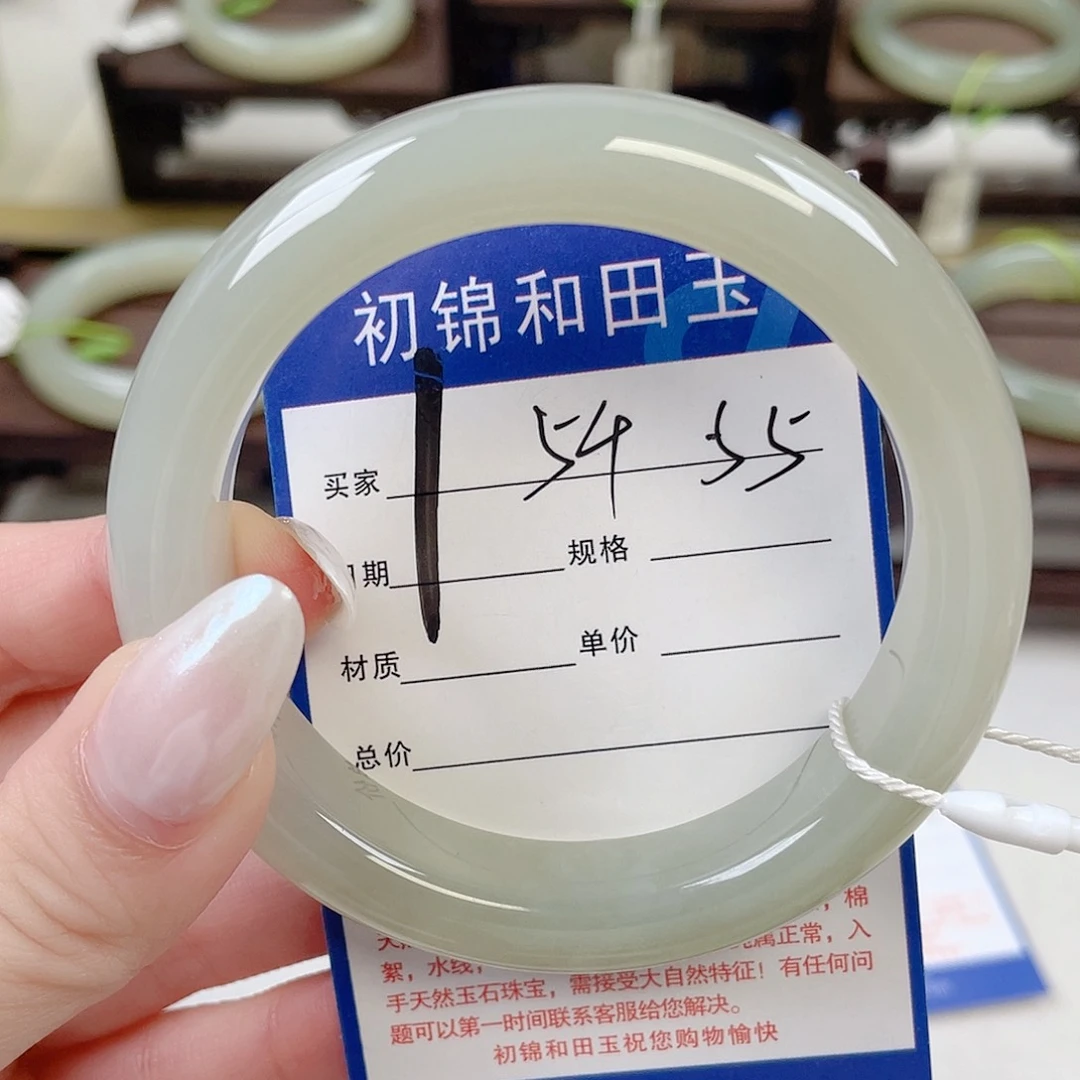 初锦和田玉
1 54 55
买家
期 规格
材质 单价
总价
，棉
属正常，入
絮，水线，
手天然玉石珠宝，需接受大自然特征！有任何问
题可以第一时间联系客服给您解决。
初锦和田玉祝您购物愉快